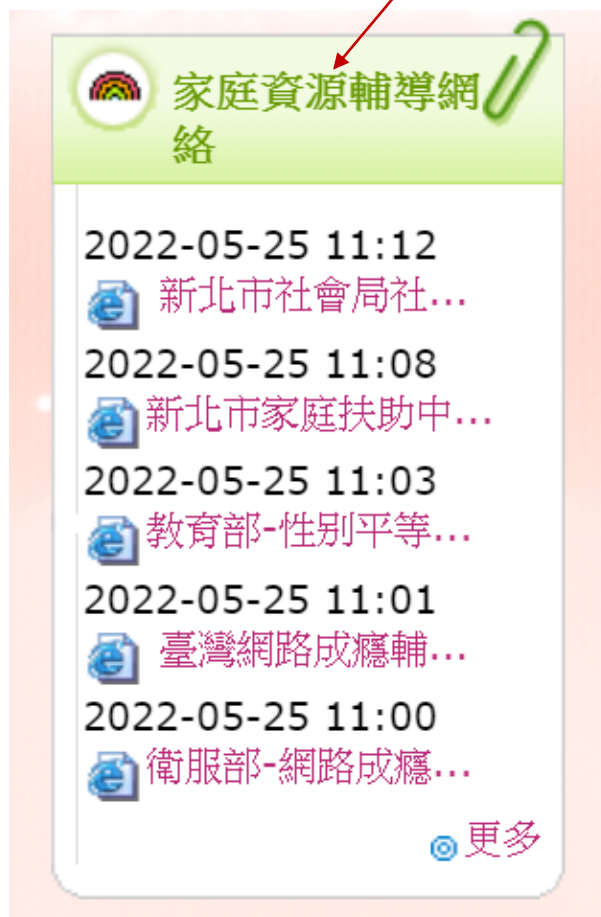 家庭資源輔導網
絡
2022-05-25 11:12
新北市社會局社...
2022-05-25 11:08
新北市家庭扶助中...
2022-05-25 11:03
教育部-性別平等...
2022-05-25 11:01
臺灣網路成癮輔...
2022-05-25 11:00
衛服部-網路成癮...
更多